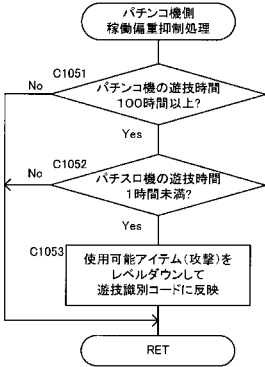 パチンコ機側
稼働偏重抑制処理
C1051
No
パチンコ機の遊技時間
100時間以上?
Yes
C1052
No
パチスロ機の遊技時間
1時間未満?
Yes
C1053
使用可能アイテム(攻撃)を
レベルダウンして
遊技識別コードに反映
RET